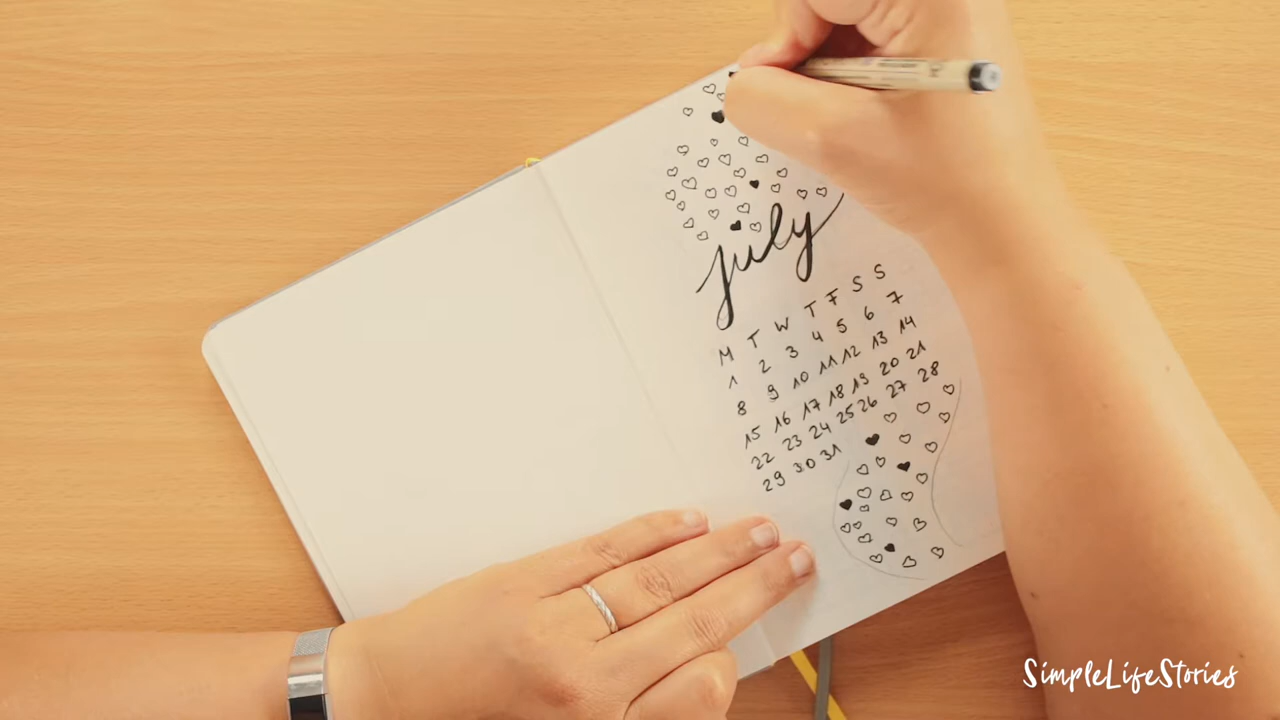 july
M T W T F S S
1 2 3 4 5 6 7
8 9 10 11 12 13 14
15 16 17 18 19 20 21
22 23 24 25 26 27 28
29 30 31
SimpleLifeStories